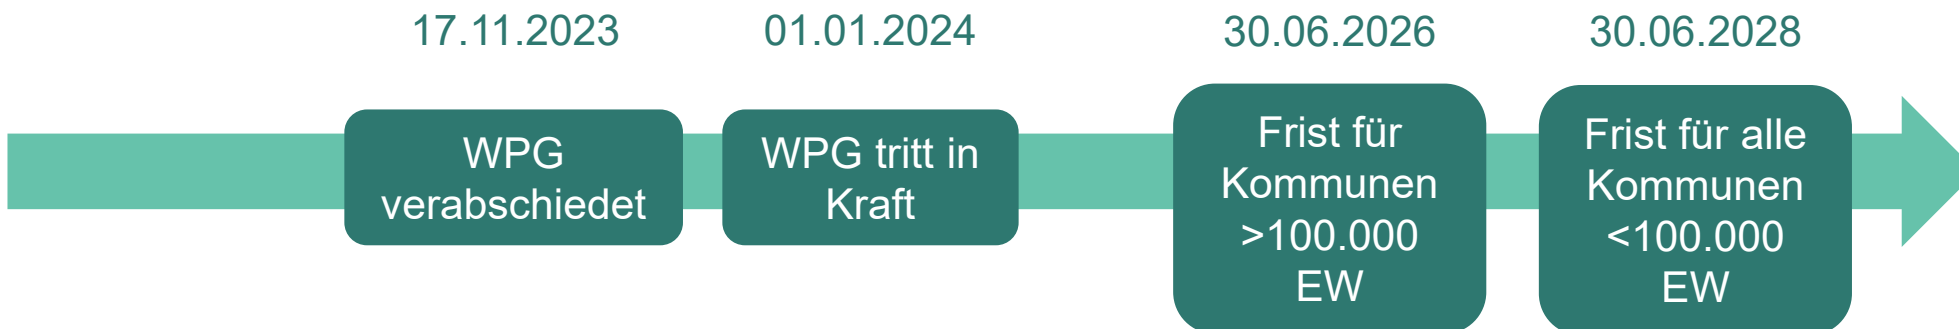 17.11.2023
01.01.2024
30.06.2026
30.06.2028
WPG
verabschiedet
WPG tritt in
Kraft
Frist für
Kommunen
>100.000
EW
Frist für alle
Kommunen
<100.000
EW